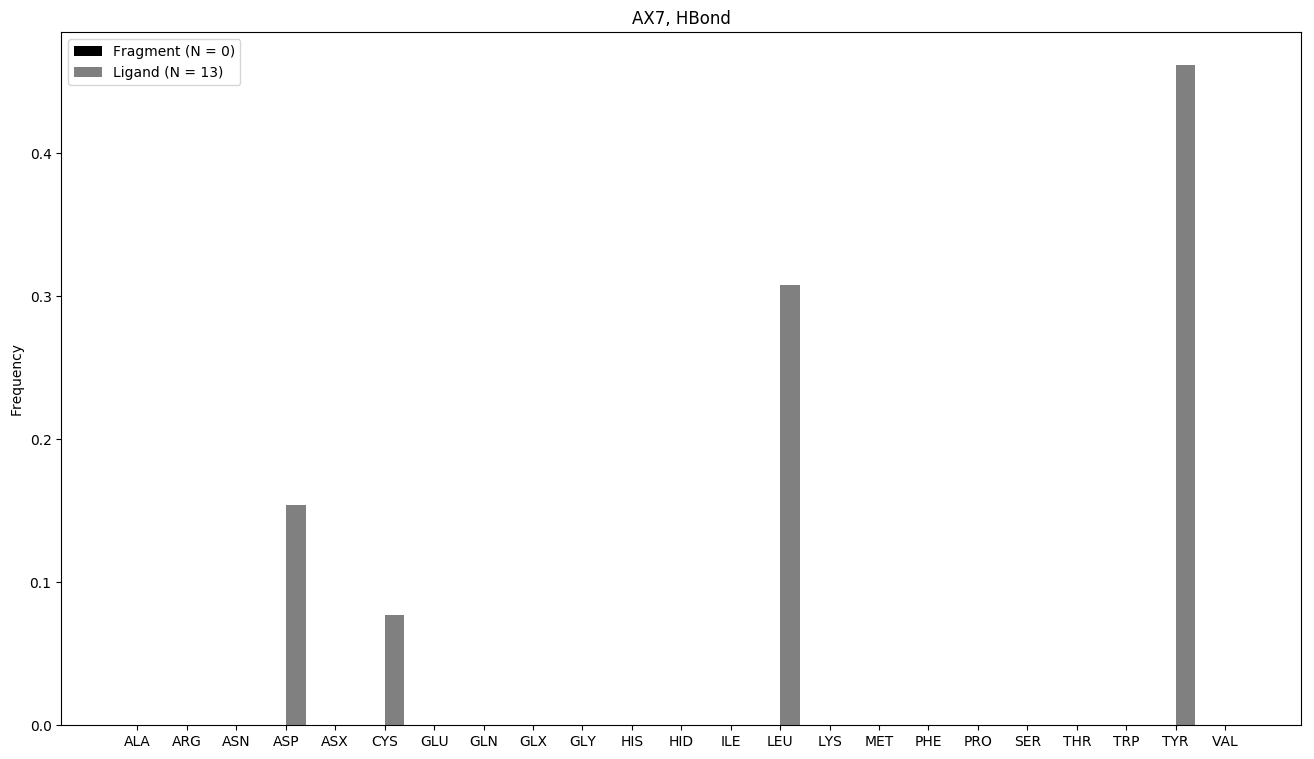 AX7, HBond
Fragment (N = 0)
Ligand (N = 13)
Frequency
0.4
0.3
0.2
0.1
0.0
ALA ARG ASN ASP ASX CYS GLU GLN GLX GLY HIS HID ILE LEU LYS MET PHE PRO SER THR TRP TYR VAL